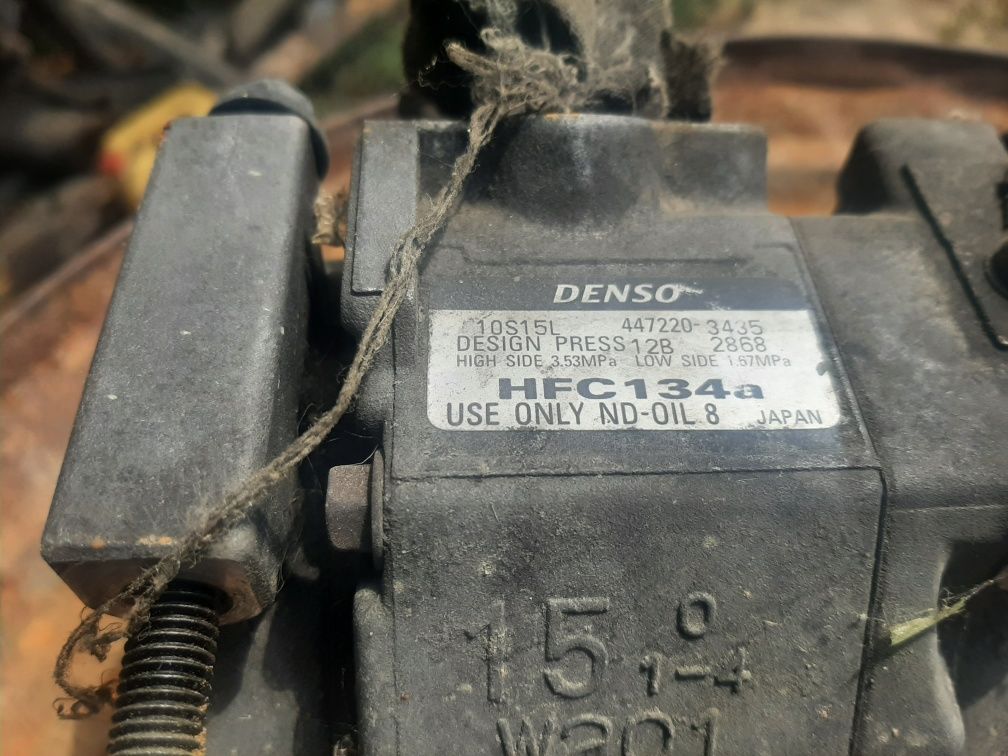 DENSO
10S15L 447220-3435
DESIGN PRESS 12B 2868
HIGH SIDE 3.53MPa LOW SIDE 1.67MPa
HFC134a
USE ONLY ND-OIL 8 JAPAN
15 0
1-4